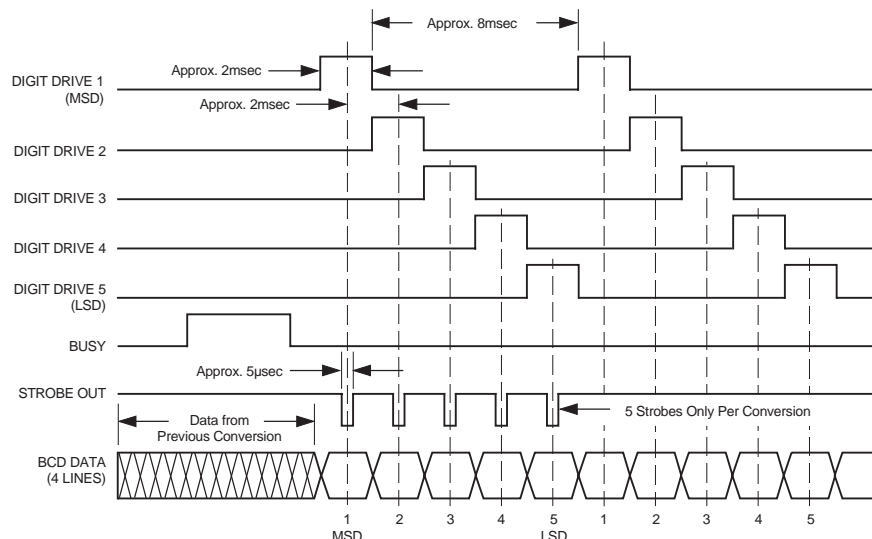 Approx. 8msec
Approx. 2msec
DIGIT DRIVE 1
(MSD)
Approx. 2msec
DIGIT DRIVE 2
DIGIT DRIVE 3
DIGIT DRIVE 4
DIGIT DRIVE 5
(LSD)
BUSY
Approx. 5µsec
STROBE OUT
5 Strobes Only Per Conversion
Data from
Previous Conversion
BCD DATA
(4 LINES)
1 2 3 4 5 1 2 3 4 5
MSD LSD